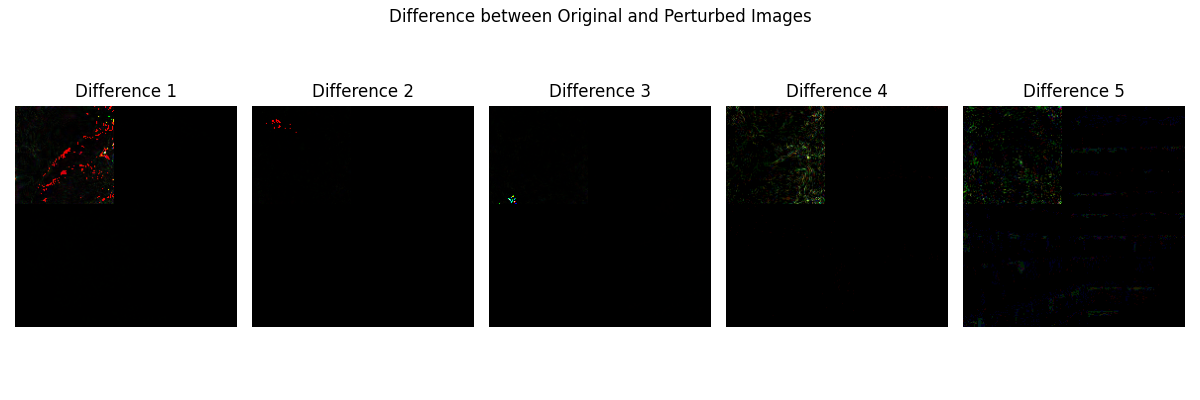 Difference between Original and Perturbed Images
Difference 1
Difference 2
Difference 3
Difference 4
Difference 5